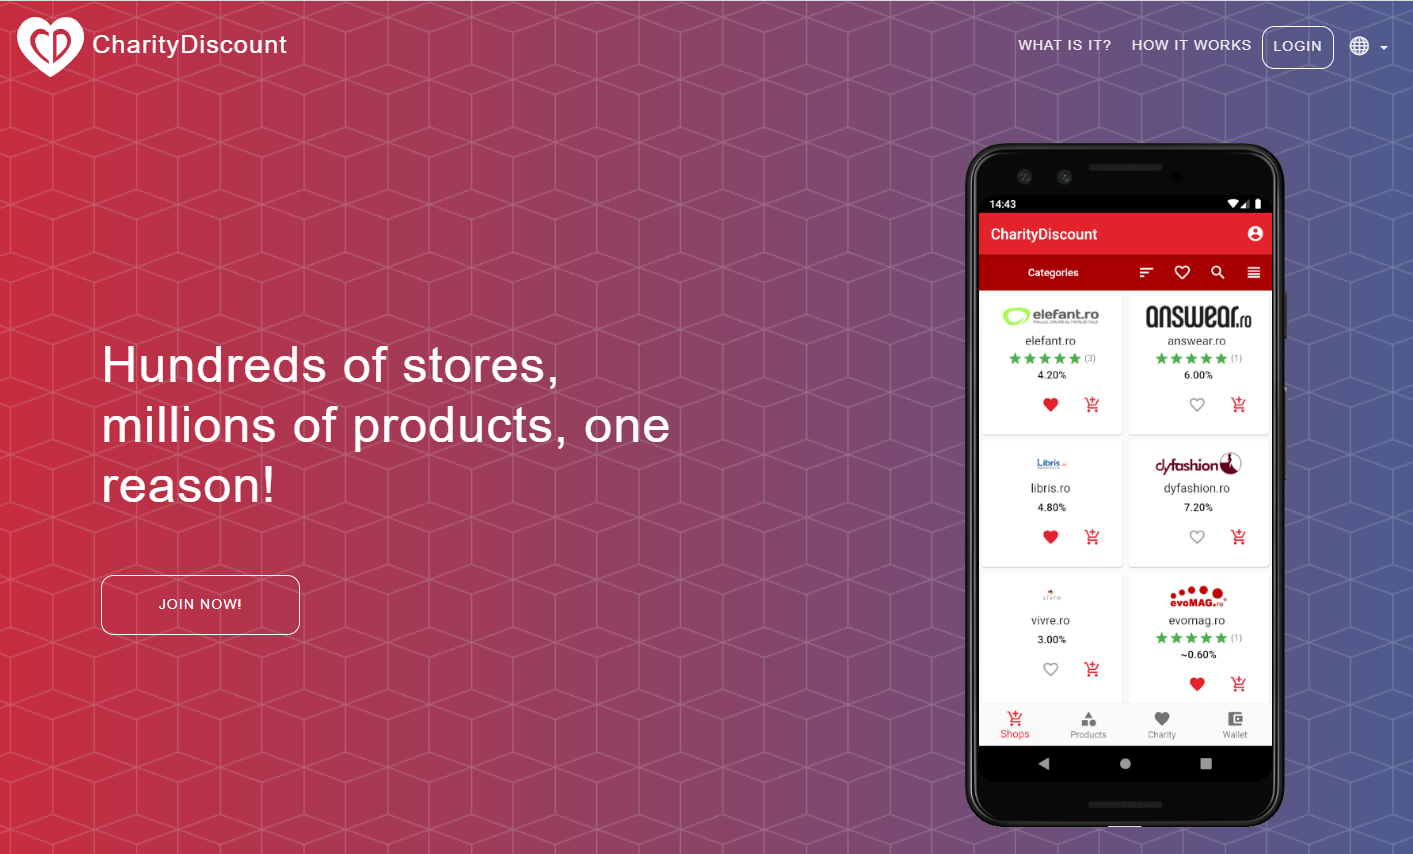 CharityDiscount
WHAT IS IT? HOW IT WORKS LOGIN
Hundreds of stores,
millions of products, one
reason!
JOIN NOW!
14:43
CharityDiscount
Categories
elefant.ro
elefant.ro
(3)
4.20%
answear.ro
answear.ro
(1)
6.00%
Libris
libris.ro
4.80%
dyfashion
dyfashion.ro
7.20%
vivre
vivre.ro
3.00%
evoMAG.ro
evomag.ro
(1)
~0.60%
Shops Products Charity Wallet